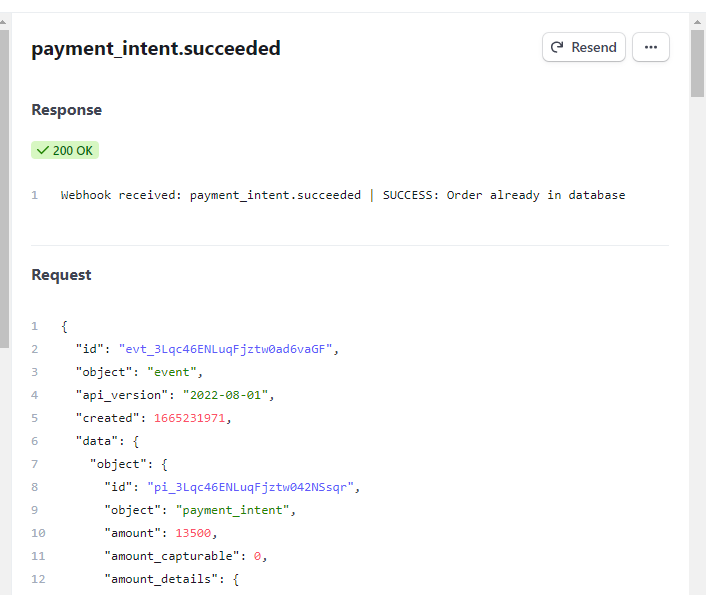 payment_intent.succeeded
Resend
...
Response
200 OK
1 Webhook received: payment_intent.succeeded | SUCCESS: Order already in database
Request
1 {
2 "id": "evt_3Lqc46ENLuqFjztw0ad6vaGF",
3 "object": "event",
4 "api_version": "2022-08-01",
5 "created": 1665231971,
6 "data": {
7 "object": {
8 "id": "pi_3Lqc46ENLuqFjztw042NSsqr",
9 "object": "payment_intent",
10 "amount": 13500,
11 "amount_capturable": 0,
12 "amount_details": {